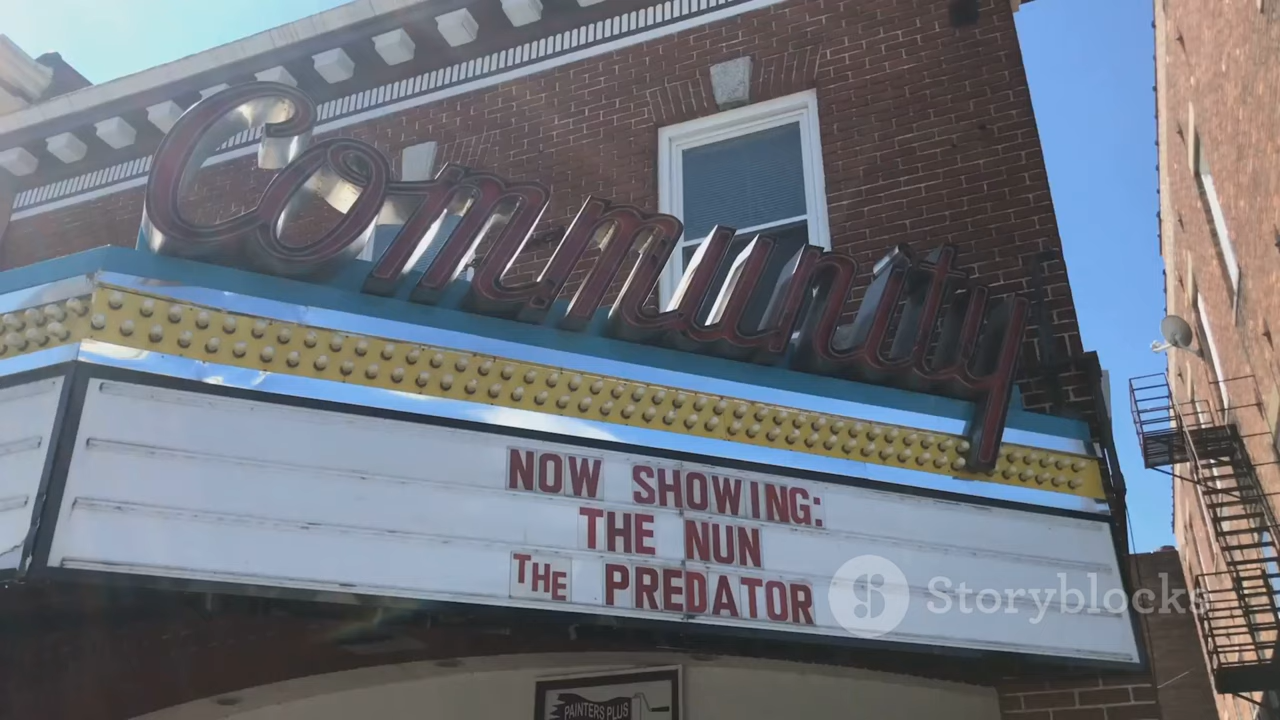 Community
NOW SHOWING:
THE NUN
THE PREDATOR
Storyblocks
PAINTERS PLUS